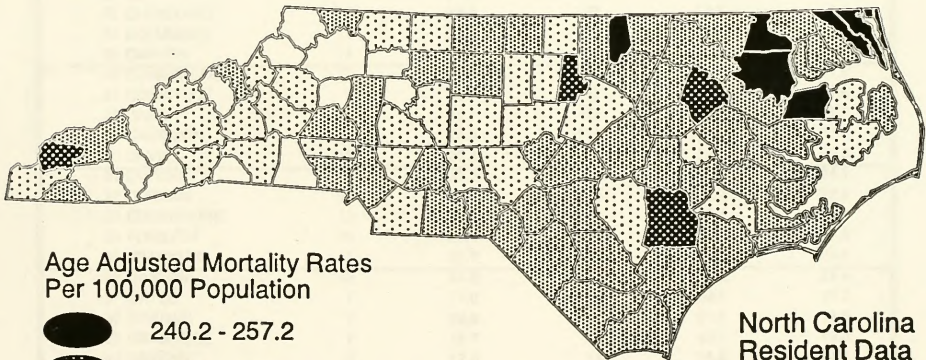 Age Adjusted Mortality Rates
Per 100,000 Population
240.2 - 257.2
North Carolina
Resident Data